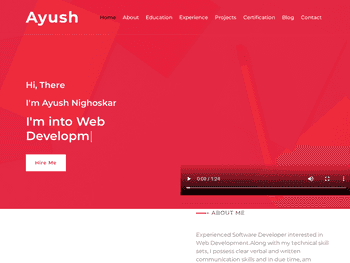 Ayush
Home About Education Experience Projects Certification Blog Contact
Hi, There
I'm Ayush Nighoskar
I'm into Web
Developm|
Hire Me
0:00 / 0:24
ABOUT ME
Experienced Software Developer interested in
Web Development.Along with my technical skill
sets, I possess clear verbal and written
communication skills and in due time, am